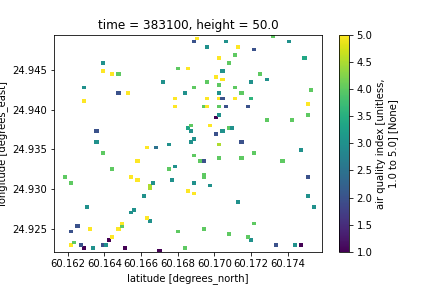 time = 383100, height = 50.0
24.945
24.940
24.935
24.930
24.925
longitude [degrees_east]
60.162 60.164 60.166 60.168 60.170 60.172 60.174
latitude [degrees_north]
5.0
4.5
4.0
3.5
3.0
2.5
2.0
1.5
1.0
air quality index [unitless,
1.0 to 5.0] [None]